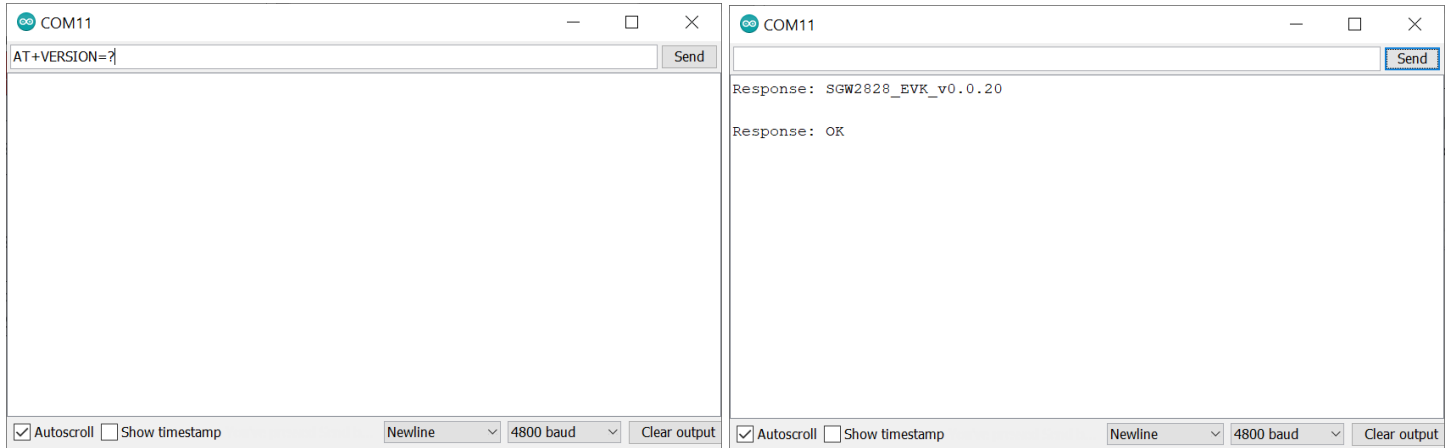 COM11
AT+VERSION=?
Send
Autoscroll Show timestamp Newline 4800 baud Clear output
COM11
Send
Response: SGW2828_EVK_v0.0.20
Response: OK
Autoscroll Show timestamp Newline 4800 baud Clear output